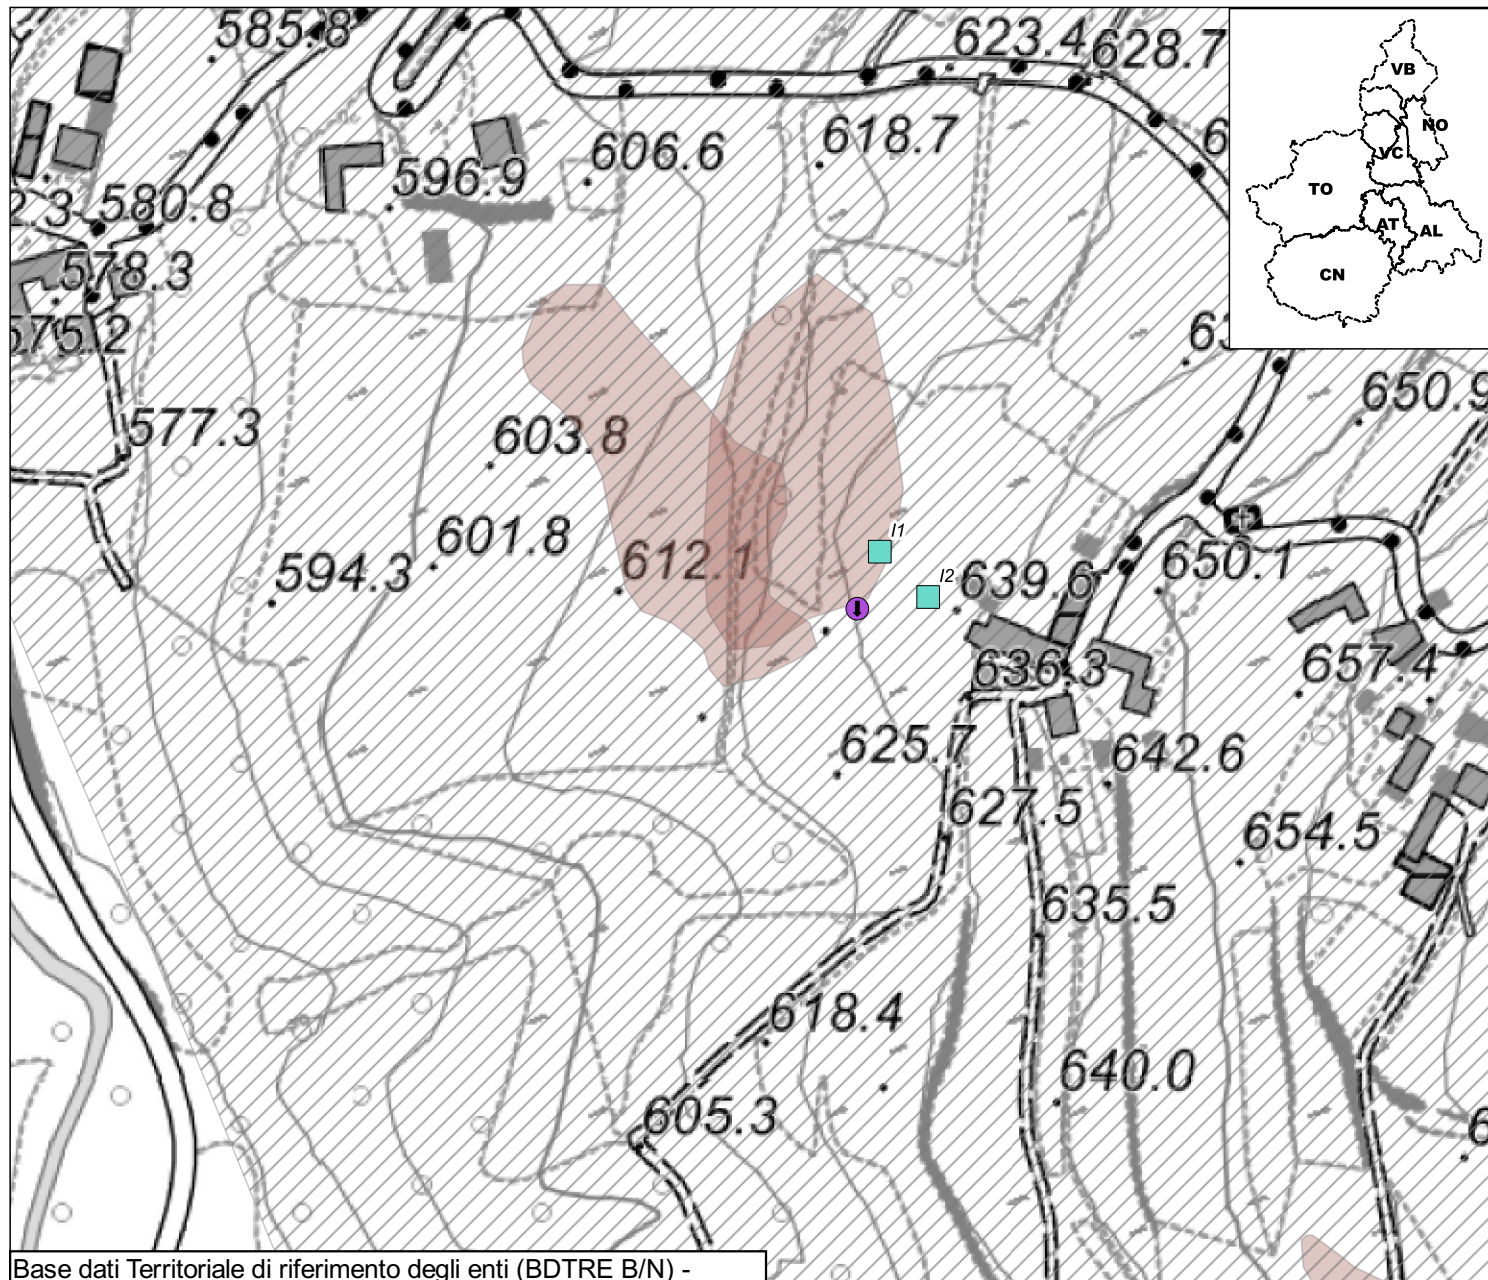 585.8
623.4
628.7
VB
NO
VC
TO
AT
AL
CN
618.7
606.6
596.9
580.8
578.3
575.2
650.9
577.3
603.8
601.8
612.1
594.3
I1
I2
639.6
650.1
636.3
657.4
625.7
642.6
627.5
654.5
635.5
618.4
640.0
605.3
Base dati Territoriale di riferimento degli enti (BDTRE B/N) -